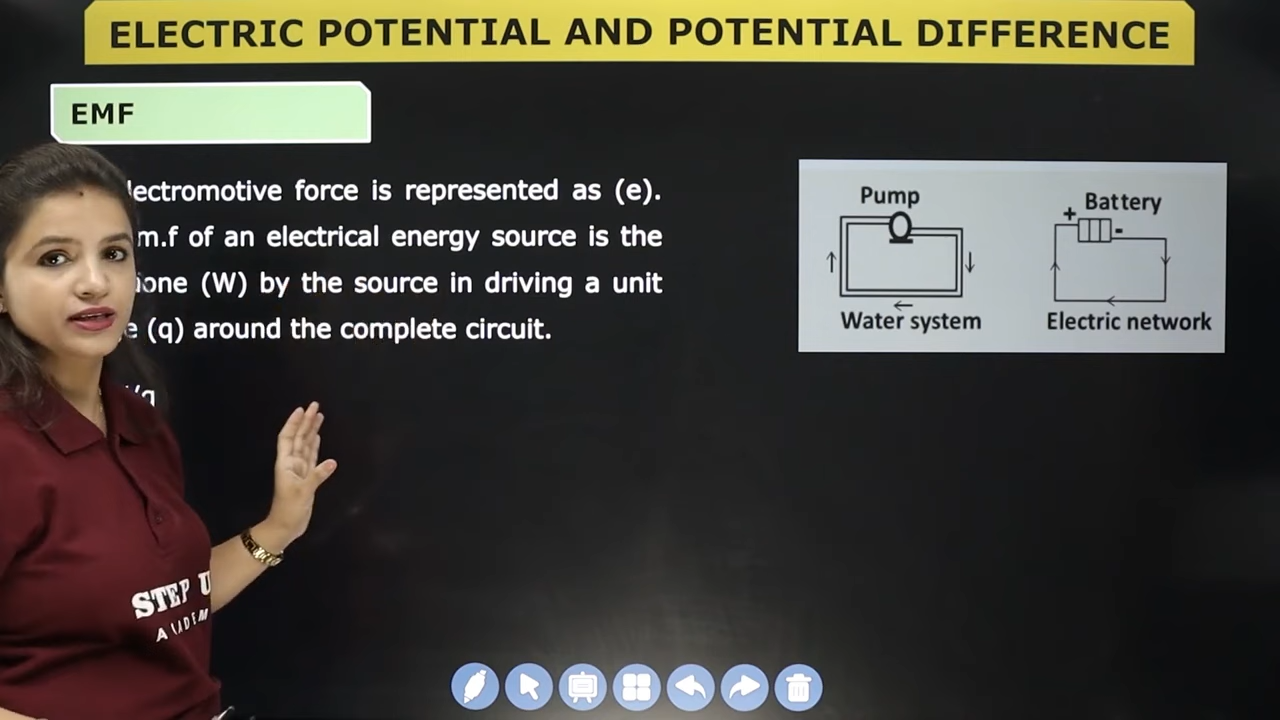 ELECTRIC POTENTIAL AND POTENTIAL DIFFERENCE
EMF
lectromotive force is represented as (e).
m.f of an electrical energy source is the
one (W) by the source in driving a unit
e (q) around the complete circuit.
/q
Pump
Water system
+ Battery -
Electric network
STEP U
ACADEM